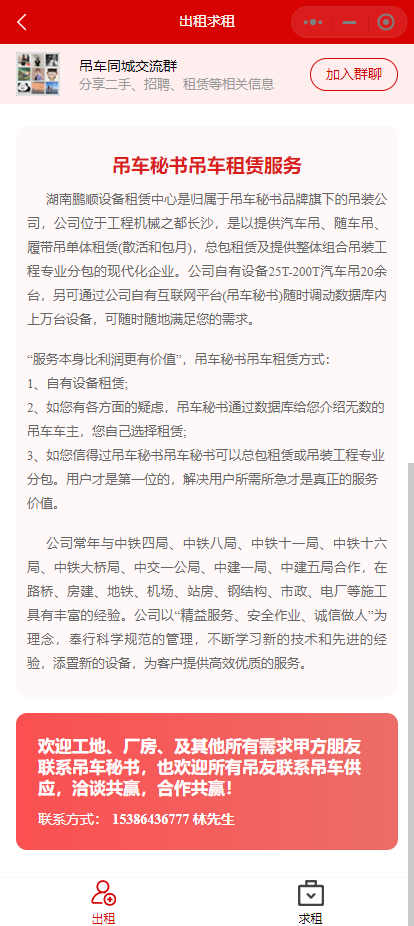 出租求租
吊车同城交流群
分享二手、招聘、租赁等相关信息
加入群聊
吊车秘书吊车租赁服务
湖南鹏顺设备租赁中心是归属于吊车秘书品牌旗下的吊装公
司，公司位于工程机械之都长沙，是以提供汽车吊、随车吊、
履带吊单体租赁(散活和包月)，总包租赁及提供整体组合吊装工
程专业分包的现代化企业。公司自有设备25T-200T汽车吊20余
台，另可通过公司自有互联网平台(吊车秘书)随时调动数据库内
上万台设备，可随时随地满足您的需求。
“服务本身比利润更有价值”，吊车秘书吊车租赁方式：
1、自有设备租赁;
2、如您有各方面的疑虑，吊车秘书通过数据库给您介绍无数的
吊车车主，您自己选择租赁;
3、如您信得过吊车秘书吊车秘书可以总包租赁或吊装工程专业
分包。用户才是第一位的，解决用户所需所急才是真正的服务
价值。
公司常年与中铁四局、中铁八局、中铁十一局、中铁十六
局、中铁大桥局、中交一公局、中建一局、中建五局合作，在
路桥、房建、地铁、机场、站房、钢结构、市政、电厂等施工
具有丰富的经验。公司以“精益服务、安全作业、诚信做人”为
理念，奉行科学规范的管理，不断学习新的技术和先进的经
验，添置新的设备，为客户提供高效优质的服务。
欢迎工地、厂房、及其他所有需求甲方朋友
联系吊车秘书，也欢迎所有吊友联系吊车供
应，洽谈共赢，合作共赢！
联系方式： 15386436777 林先生
出租
求租